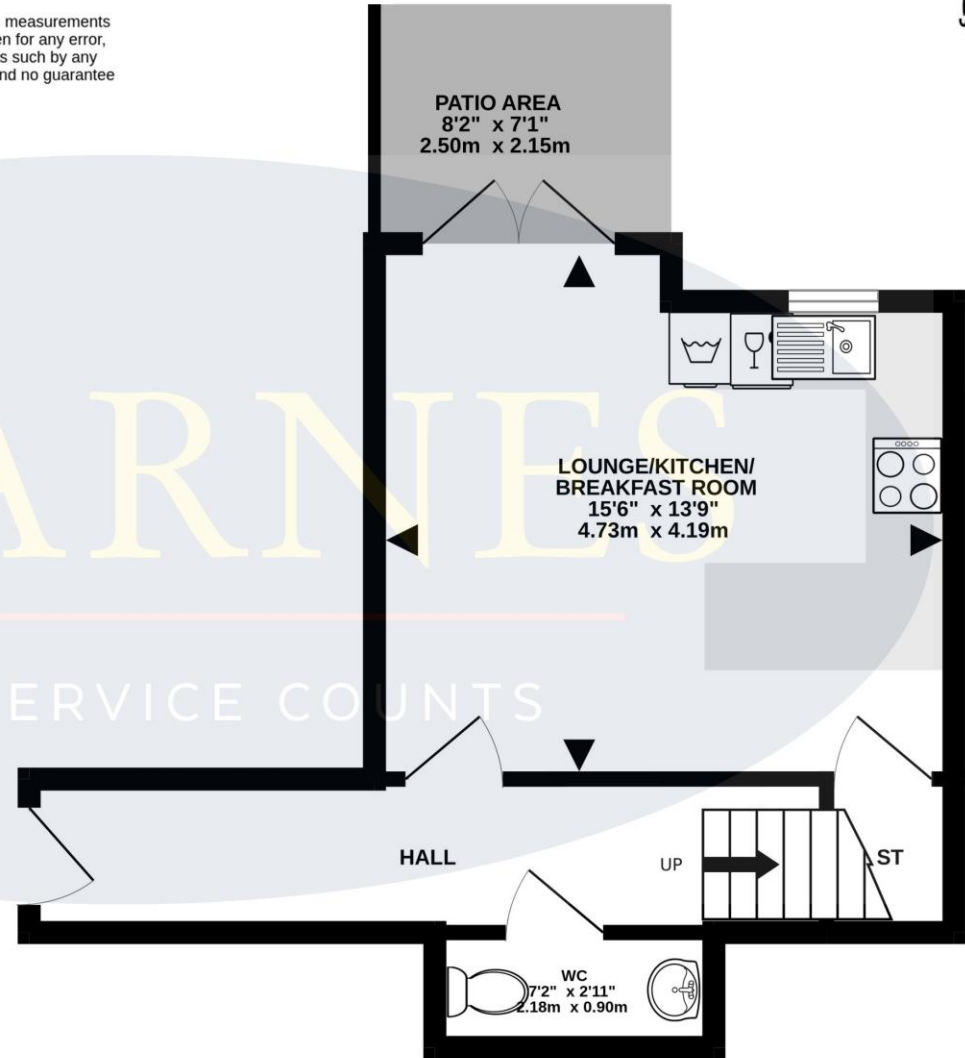 measurements
for any error,
such by any
no guarantee
PATIO AREA
8'2" x 7'1"
2.50m x 2.15m
LOUNGE/KITCHEN/
BREAKFAST ROOM
15'6" x 13'9"
4.73m x 4.19m
ARNES
ERVICE COUNTS
HALL
UP
ST
WC
7'2" x 2'11"
2.18m x 0.90m